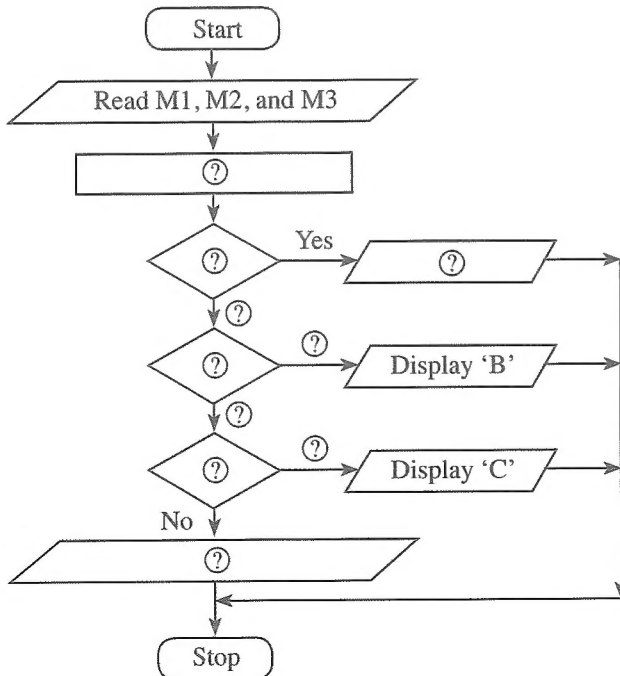 Start
Read M1, M2, and M3
?
Yes
? ?
?
?
? Display ‘B’
?
?
? Display ‘C’
No
?
Stop